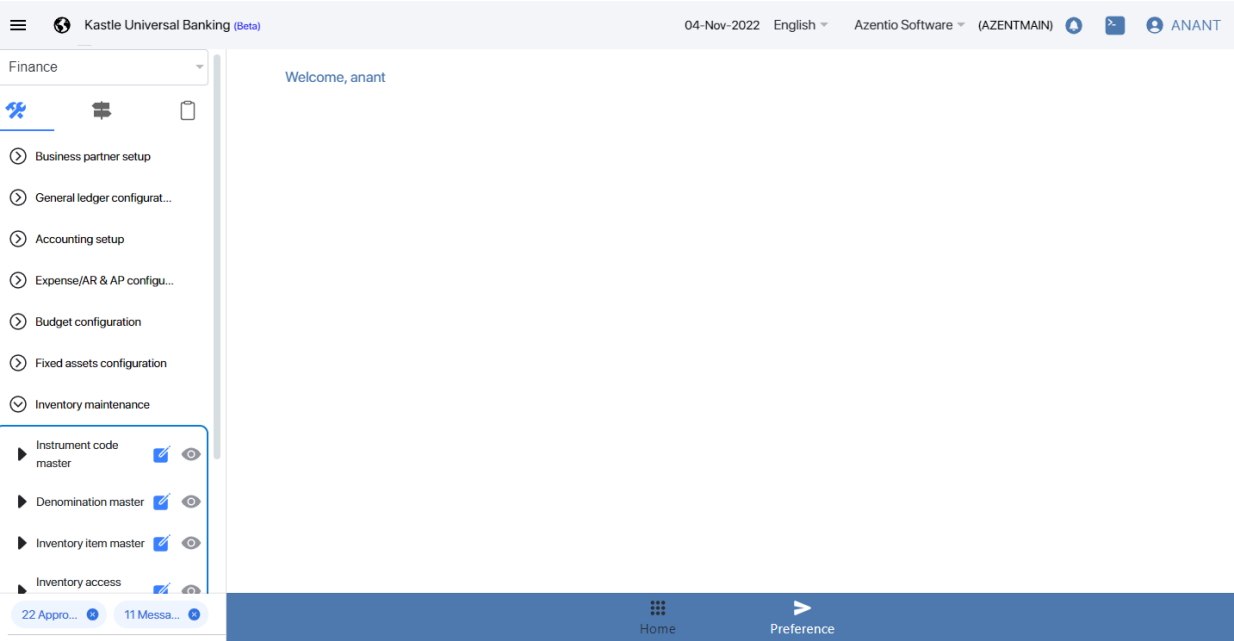 Kastle Universal Banking (Beta)
04-Nov-2022 English Azentio Software (AZENTMAIN) ANANT
Finance
Welcome, anant
Business partner setup
General ledger configurat...
Accounting setup
Expense/AR & AP configu...
Budget configuration
Fixed assets configuration
Inventory maintenance
Instrument code
master
Denomination master
Inventory item master
Inventory access
22 Appro... 11 Messa...
Home Preference